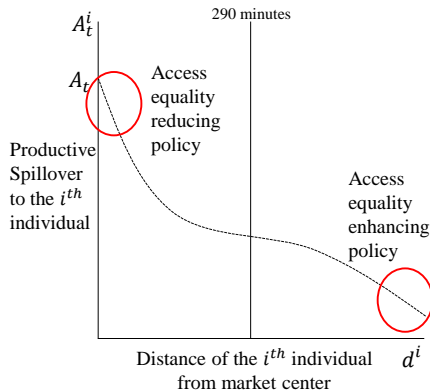 290 minutes
$A_t^i$
$A_t$
Access
equality
reducing
policy
Productive
Spillover
to the $i^{th}$
individual
Access
equality
enhancing
policy
Distance of the $i^{th}$ individual
from market center
$d^i$